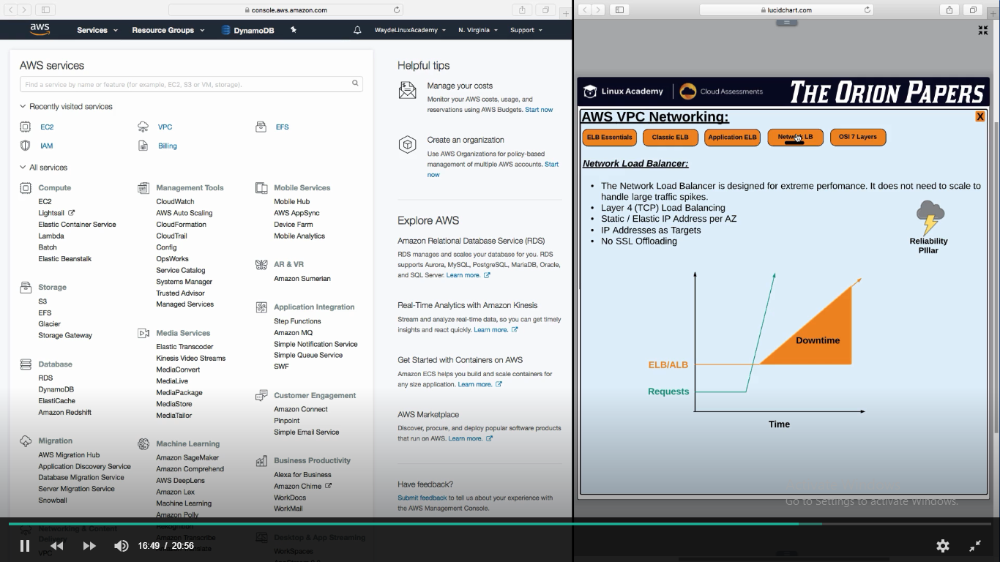 console.aws.amazon.com
aws
Services
Resource Groups
DynamoDB
WaydeLinuxAcademy
N. Virginia
Support
AWS services
Find a service by name or feature (for example, EC2, S3 or VM, storage).
Recently visited services
EC2
VPC
EFS
IAM
Billing
All services
Compute
EC2
Lightsail
Elastic Container Service
Lambda
Batch
Elastic Beanstalk
Storage
S3
EFS
Glacier
Storage Gateway
Database
RDS
DynamoDB
ElastiCache
Amazon Redshift
Migration
AWS Migration Hub
Application Discovery Service
Database Migration Service
Server Migration Service
Snowball
Networking & Content
Delivery
VPC
Management Tools
CloudWatch
AWS Auto Scaling
CloudFormation
CloudTrail
Config
OpsWorks
Service Catalog
Systems Manager
Trusted Advisor
Managed Services
Media Services
Elastic Transcoder
Kinesis Video Streams
MediaConvert
MediaLive
MediaPackage
MediaStore
MediaTailor
Machine Learning
Amazon SageMaker
Amazon Comprehend
AWS DeepLens
Amazon Lex
Machine Learning
Amazon Polly
Rekognition
Amazon Transcribe
Amazon Translate
Mobile Services
Mobile Hub
AWS AppSync
Device Farm
Mobile Analytics
AR & VR
Amazon Sumerian
Application Integration
Step Functions
Amazon MQ
Simple Notification Service
Simple Queue Service
SWF
Customer Engagement
Amazon Connect
Pinpoint
Simple Email Service
Business Productivity
Alexa for Business
Amazon Chime
WorkDocs
WorkMail
Desktop & App Streaming
WorkSpaces
Helpful tips
Manage your costs
Monitor your AWS costs, usage, and
reservations using AWS Budgets. Start now
Create an organization
Use AWS Organizations for policy-based
management of multiple AWS accounts. Start
now
Explore AWS
Amazon Relational Database Service (RDS)
RDS manages and scales your database for you. RDS
supports Aurora, MySQL, PostgreSQL, MariaDB, Oracle,
and SQL Server. Learn more.
Real-Time Analytics with Amazon Kinesis
Stream and analyze real-time data, so you can get timely
insights and react quickly. Learn more.
Get Started with Containers on AWS
Amazon ECS helps you build and scale containers for
any size application. Learn more.
AWS Marketplace
Discover, procure, and deploy popular software products
that run on AWS. Learn more.
Have feedback?
Submit feedback to tell us about your experience with
the AWS Management Console.
16:49 / 20:56
lucidchart.com
Linux Academy
Cloud Assessments
THE ORION PAPERS
AWS VPC Networking:
X
ELB Essentials
Classic ELB
Application ELB
Network LB
OSI 7 Layers
Network Load Balancer:
• The Network Load Balancer is designed for extreme perfomance. It does not need to scale to
handle large traffic spikes.
• Layer 4 (TCP) Load Balancing
• Static / Elastic IP Address per AZ
• IP Addresses as Targets
• No SSL Offloading
Reliability
PIllar
Downtime
ELB/ALB
Requests
Time
Go to Settings to activate Windows.